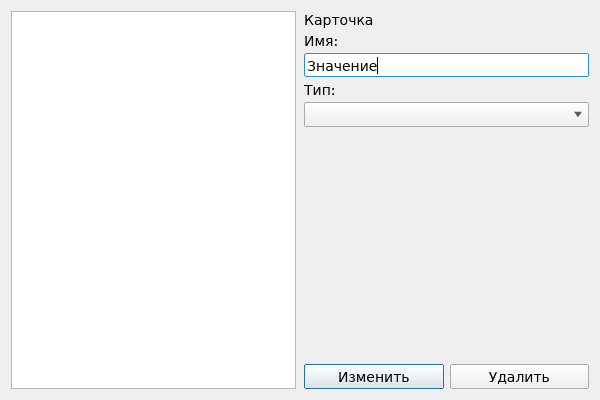 Карточка
Имя:
Значение
Тип:
Изменить Удалить